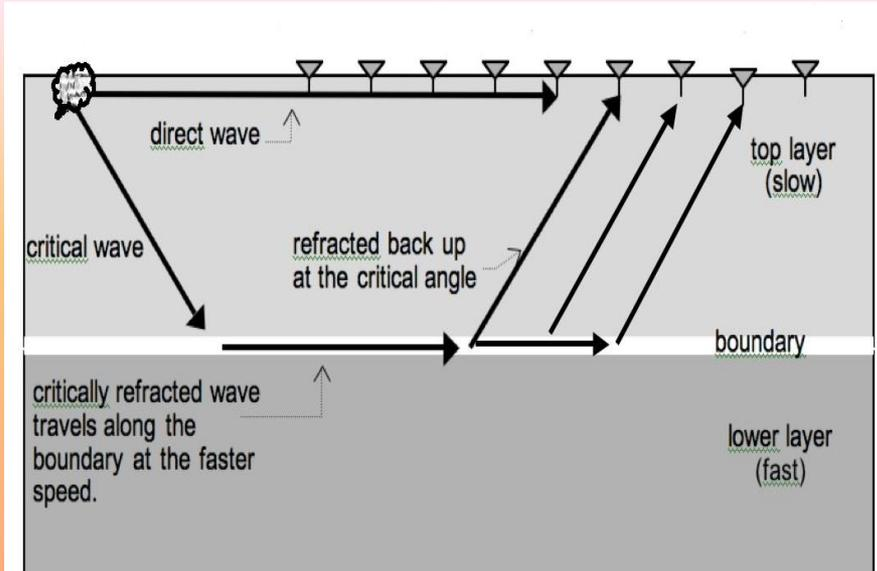 direct wave
top layer
(slow)
critical wave
refracted back up
at the critical angle
boundary
critically refracted wave
travels along the
boundary at the faster
speed.
lower layer
(fast)